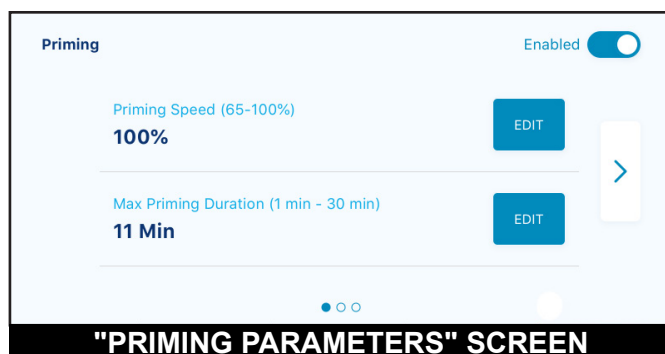 Priming
Enabled
Priming Speed (65-100%)
100%
EDIT
Max Priming Duration (1 min - 30 min)
11 Min
EDIT
"PRIMING PARAMETERS" SCREEN